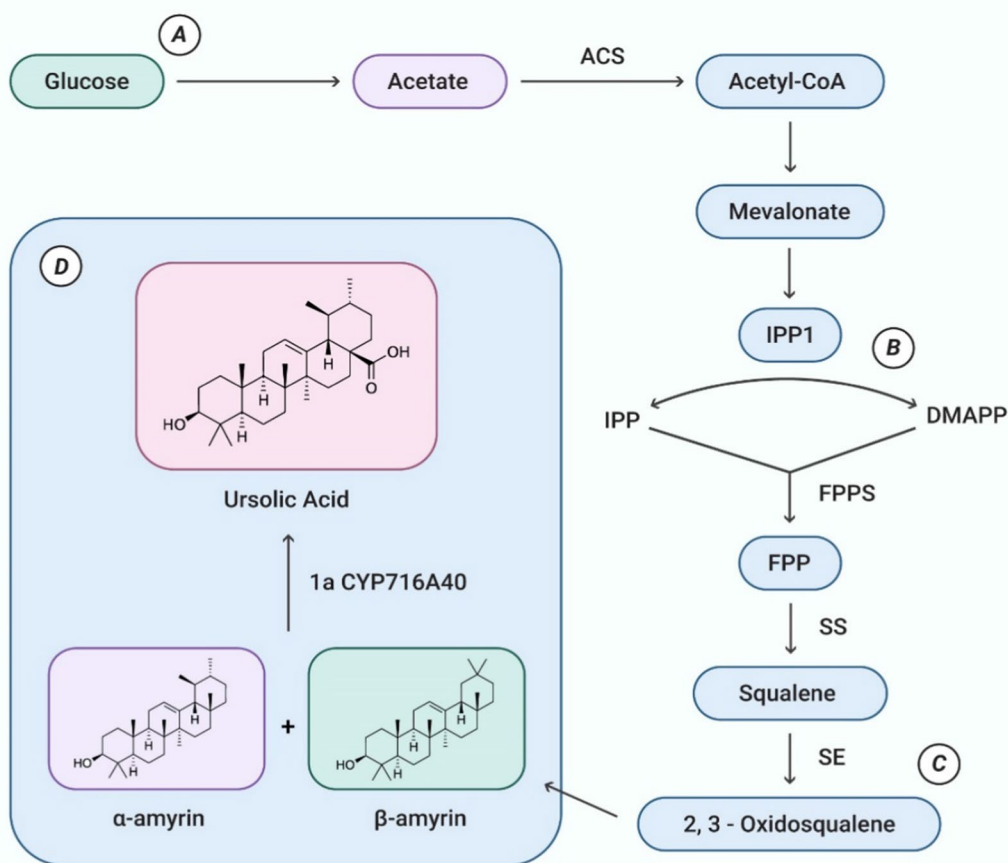 A
Glucose
Acetate
ACS
Acetyl-CoA
Mevalonate
IPP1
B
IPP
DMAPP
FPPS
FPP
SS
Squalene
SE
C
2, 3 - Oxidosqualene
D
H
OH
O
H
HO
H
Ursolic Acid
1a CYP716A40
H
H
HO
H
α-amyrin
+
H
H
HO
H
β-amyrin